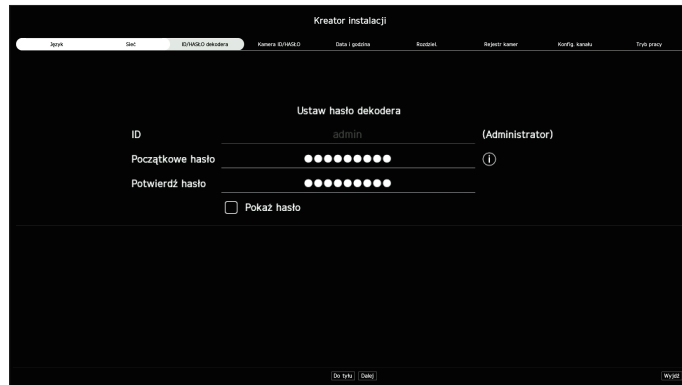 Kreator instalacji
Język Sieć ID/HASŁO dekodera Kamera ID/HASŁO Data i godzina Rozdziel. Rejestr kamer Konfig. kanału Tryb pracy
Ustaw hasło dekodera
ID admin (Administrator)
Początkowe hasło
Potwierdź hasło
Pokaż hasło
Do tyłu Dalej Wyjdź